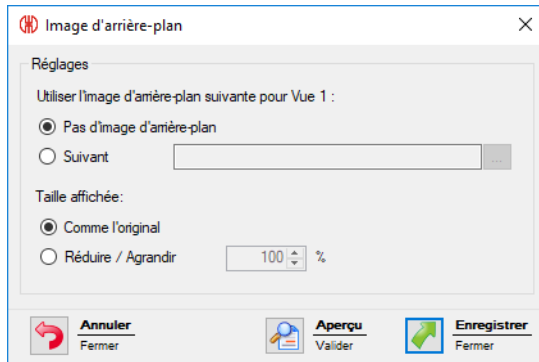 Image d'arrière-plan
Réglages
Utiliser l'image d'arrière-plan suivante pour Vue 1 :
Pas d'image d'arrière-plan
Suivant ...
Taille affichée:
Comme l'original
Réduire / Agrandir 100 %
Annuler Aperçu Enregistrer
Fermer Valider Fermer